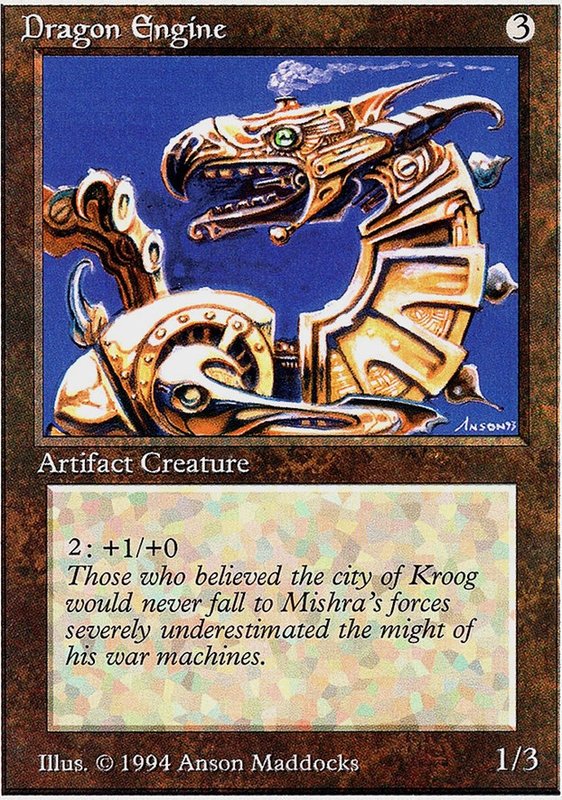 Dragon Engine 3
ANSON93
Artifact Creature
2: +1/+0
Those who believed the city of Kroog
would never fall to Mishra's forces
severely underestimated the might of
his war machines.
Illus. © 1994 Anson Maddocks 1/3